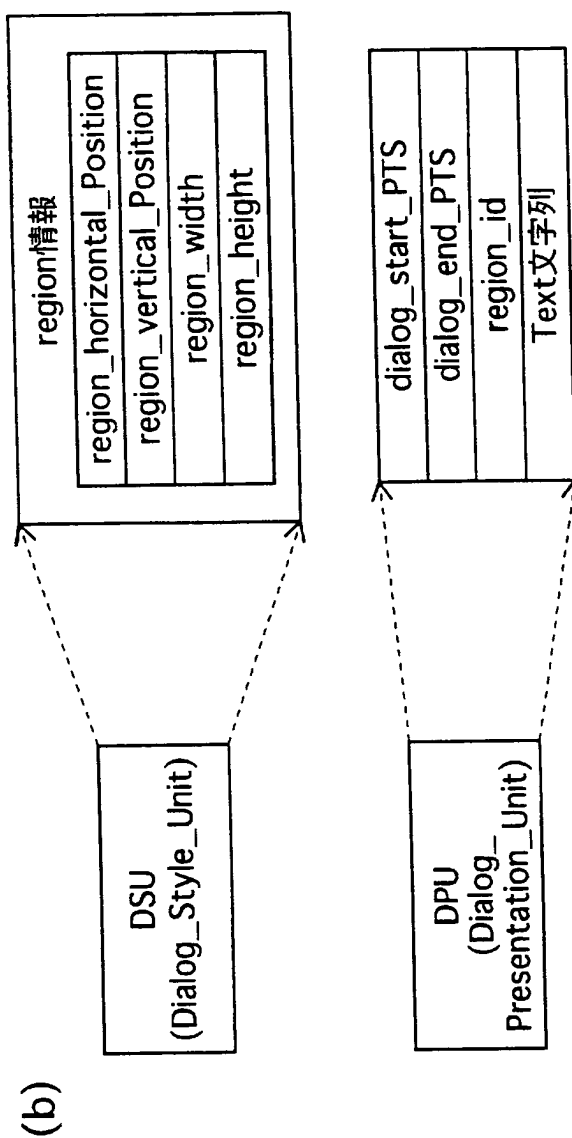 (b)
DSU
(Dialog_Style_Unit)
region情報
region_horizontal_Position
region_vertical_Position
region_width
region_height
DPU
(Dialog_
Presentation_Unit)
dialog_start_PTS
dialog_end_PTS
region_id
Text文字列